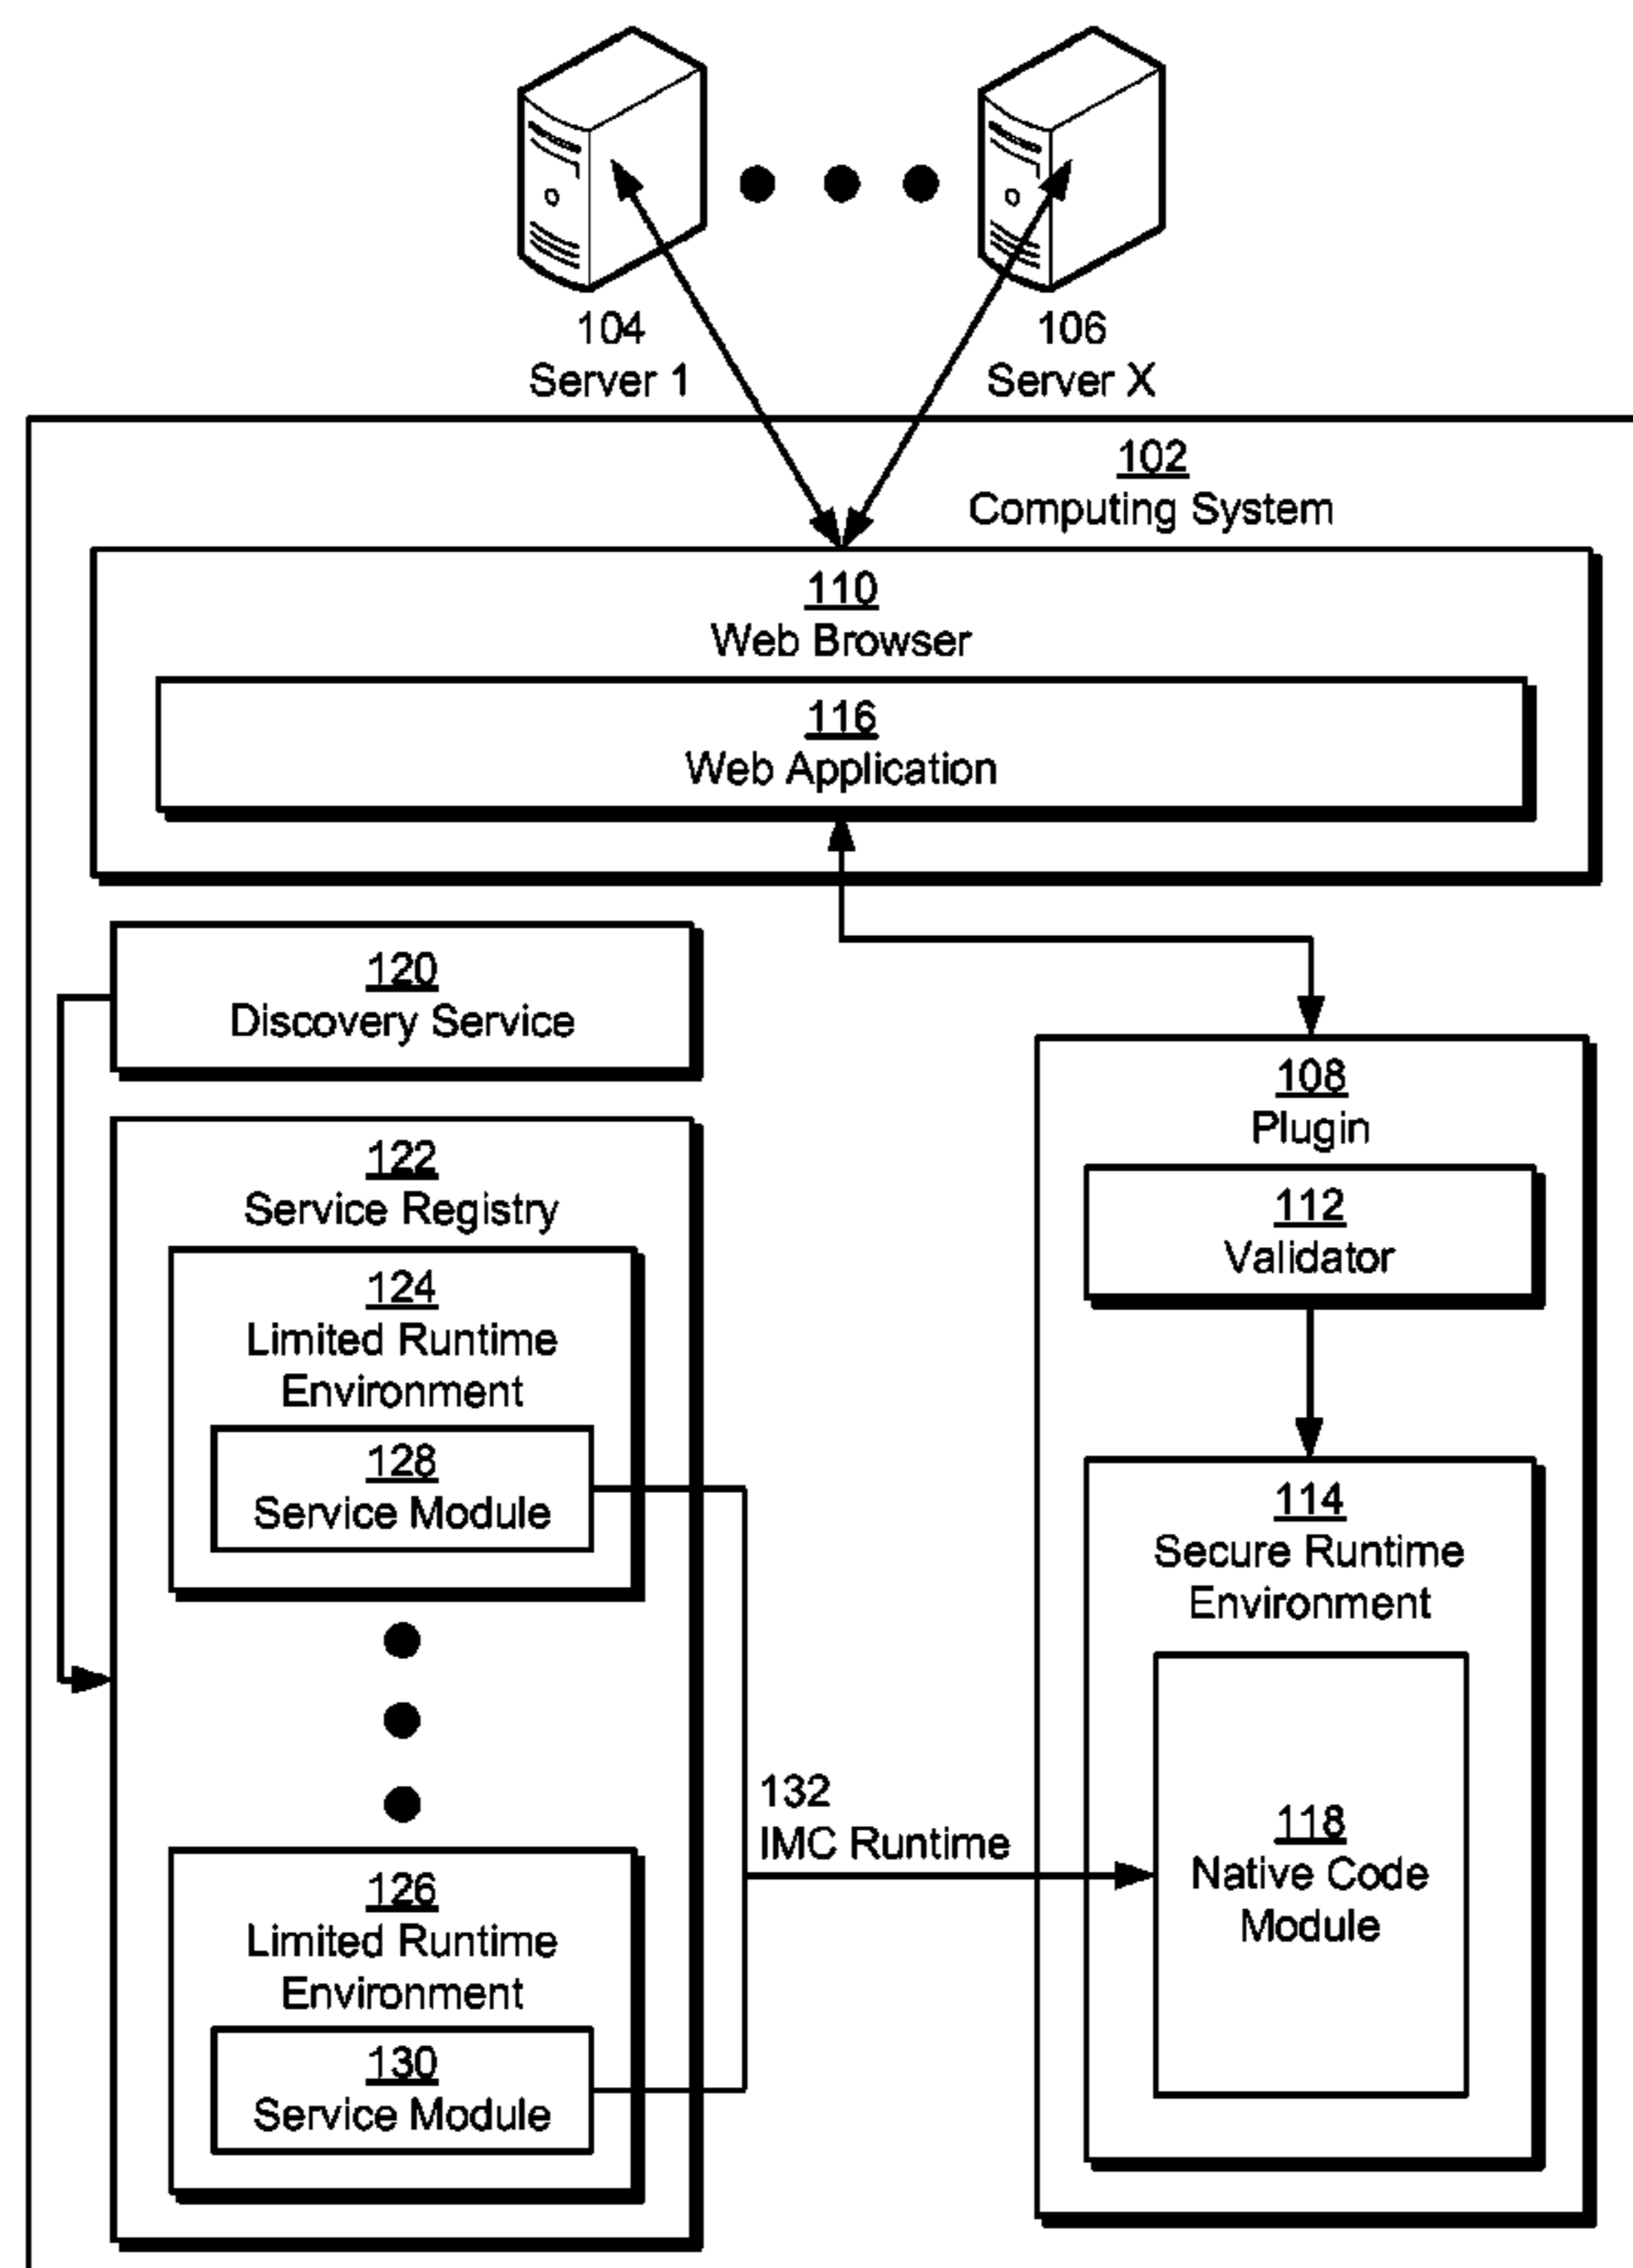 104
Server 1
106
Server X
102
Computing System
110
Web Browser
116
Web Application
120
Discovery Service
122
Service Registry
124
Limited Runtime
Environment
128
Service Module
126
Limited Runtime
Environment
130
Service Module
132
IMC Runtime
108
Plugin
112
Validator
114
Secure Runtime
Environment
118
Native Code
Module